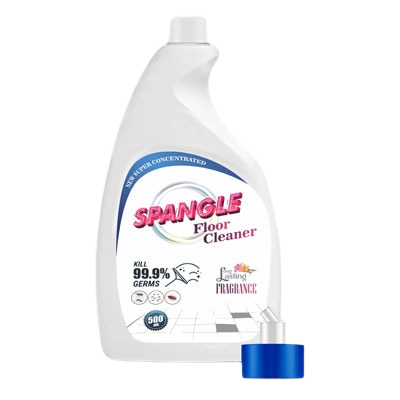 NEW SUPER CONCENTRATED
SPANGLE
Floor
Cleaner
KILL
99.9%
GERMS
Long
Lasting
FRAGRANCE
500
ML